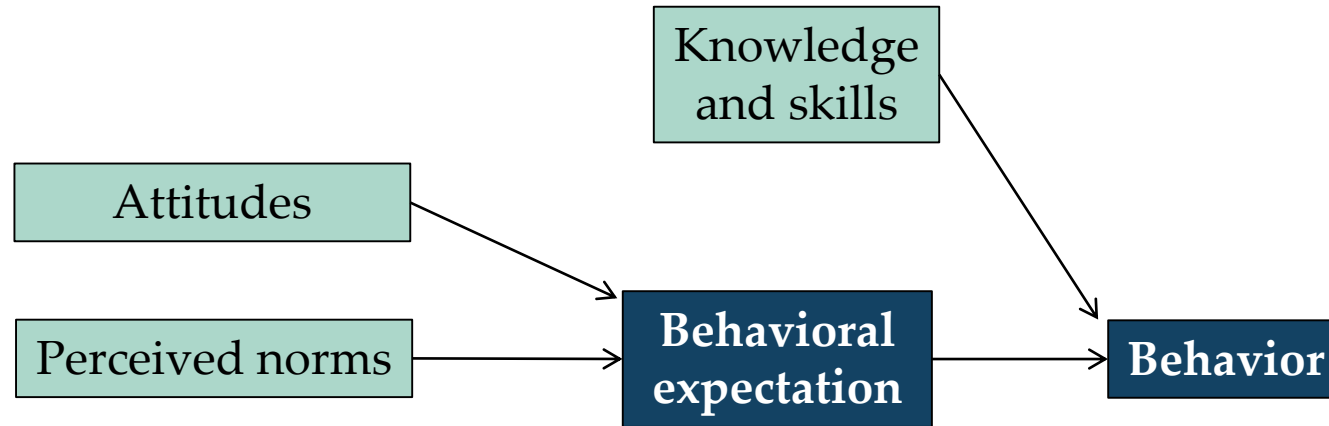 Knowledge
and skills
Attitudes
Perceived norms
Behavioral
expectation
Behavior